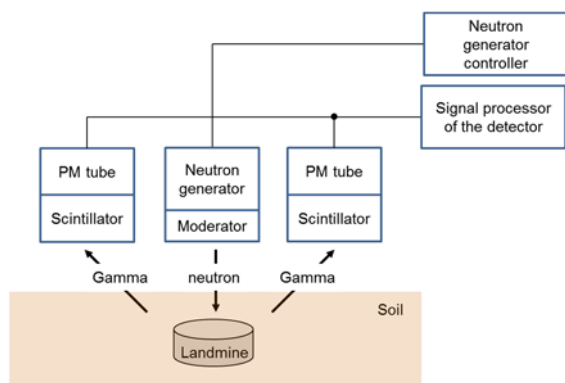 Neutron
generator
controller
Signal processor
of the detector
PM tube
Scintillator
Neutron
generator
Moderator
PM tube
Scintillator
Gamma
neutron
Gamma
Soil
Landmine